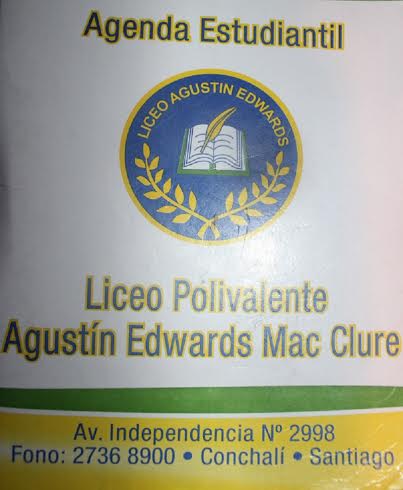 Agenda Estudiantil
LICEO AGUSTIN EDWARDS
Liceo Polivalente
Agustín Edwards Mac Clure
Av. Independencia Nº 2998
Fono: 2736 8900 • Conchalí • Santiago